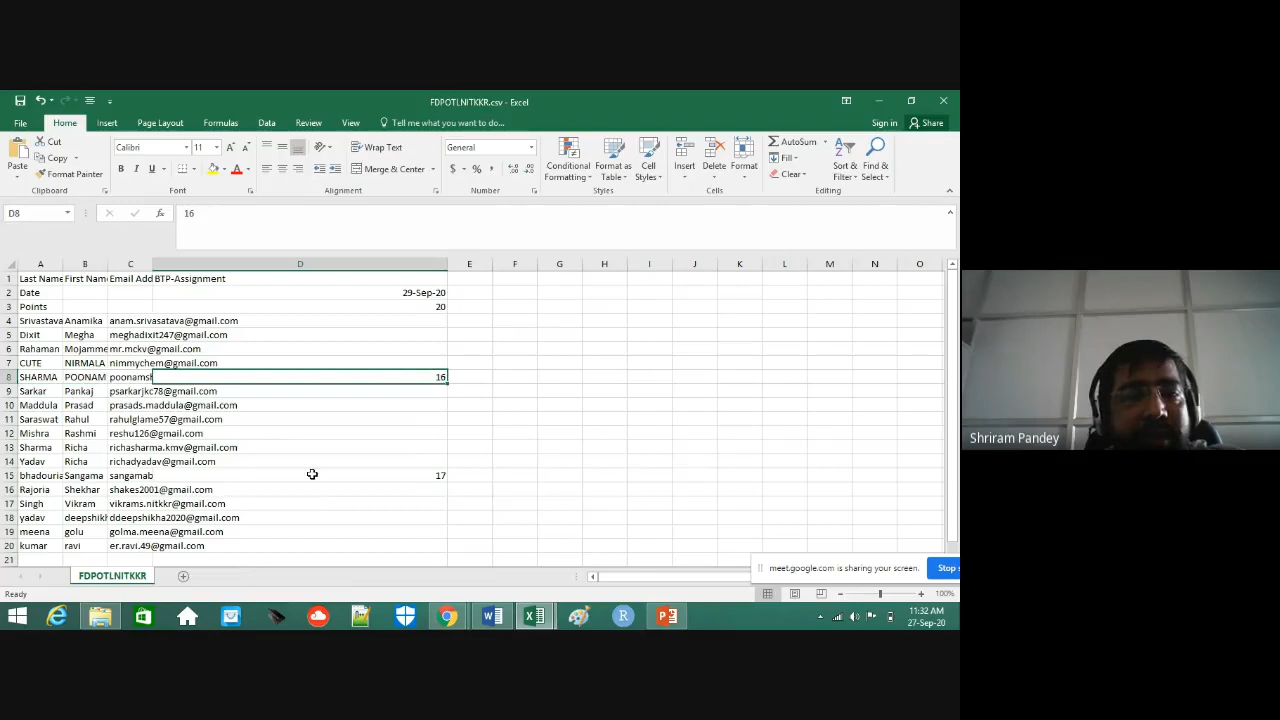 FDPOTLNITKKR.csv - Excel
File Home Insert Page Layout Formulas Data Review View Tell me what you want to do... Sign in Share
Cut
Copy
Format Painter
Paste
Calibri 11
B I U
Wrap Text
Merge & Center
General
$ % ,
Conditional Formatting
Format as Table
Cell Styles
Insert
Delete
Format
AutoSum
Fill
Clear
Sort & Filter
Find & Select
Clipboard Font Alignment Number Styles Cells Editing
D8 fx 16
A B C D E F G H I J K L M N O
1 Last Name First Name Email Add BTP-Assignment
2 Date 29-Sep-20
3 Points 20
4 Srivastava Anamika anam.srivasatava@gmail.com
5 Dixit Megha meghadixit247@gmail.com
6 Rahaman Mojamme mr.mckv@gmail.com
7 CUTE NIRMALA nimmychem@gmail.com
8 SHARMA POONAM poonamsh 16
9 Sarkar Pankaj psarkarjkc78@gmail.com
10 Maddula Prasad prasads.maddula@gmail.com
11 Saraswat Rahul rahulglame57@gmail.com
12 Mishra Rashmi reshu126@gmail.com
13 Sharma Richa richasharma.kmv@gmail.com
14 Yadav Richa richadyadav@gmail.com
15 bhadouria Sangama sangamab 17
16 Rajoria Shekhar shakes2001@gmail.com
17 Singh Vikram vikrams.nitkkr@gmail.com
18 yadav deepshikh ddeepshikha2020@gmail.com
19 meena golu golma.meena@gmail.com
20 kumar ravi er.ravi.49@gmail.com
21
FDPOTLNITKKR
meet.google.com is sharing your screen. Stop s
Ready
100%
11:32 AM
27-Sep-20
Shriram Pandey